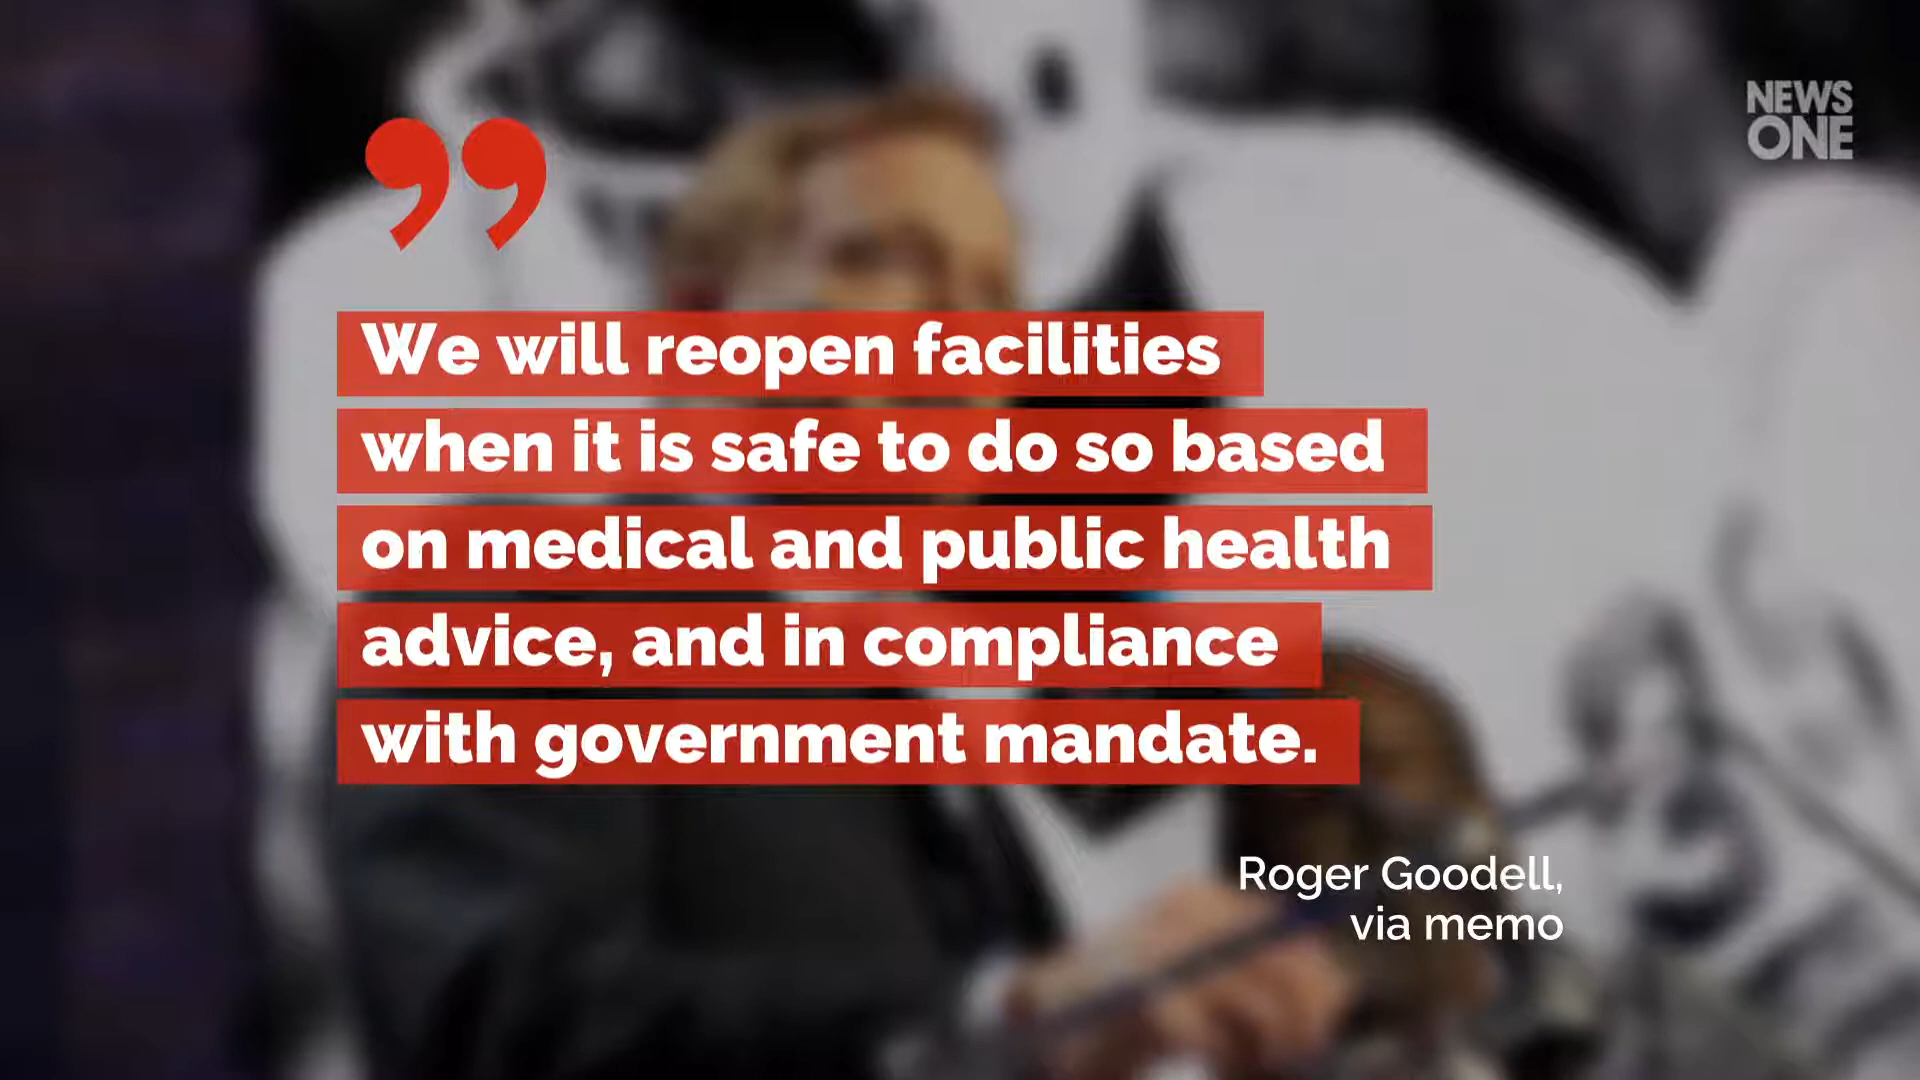 NEWS
ONE
”
We will reopen facilities
when it is safe to do so based
on medical and public health
advice, and in compliance
with government mandate.
Roger Goodell,
via memo